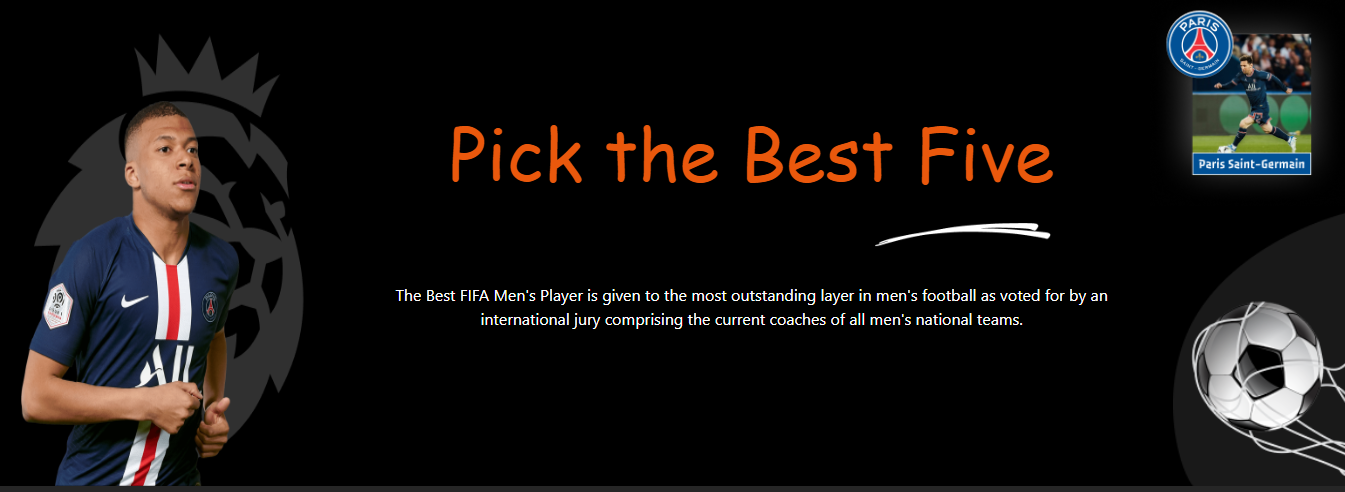 PARIS
SAINT-GERMAIN
Paris Saint-Germain
Pick the Best Five
The Best FIFA Men's Player is given to the most outstanding layer in men's football as voted for by an
international jury comprising the current coaches of all men's national teams.
ALL